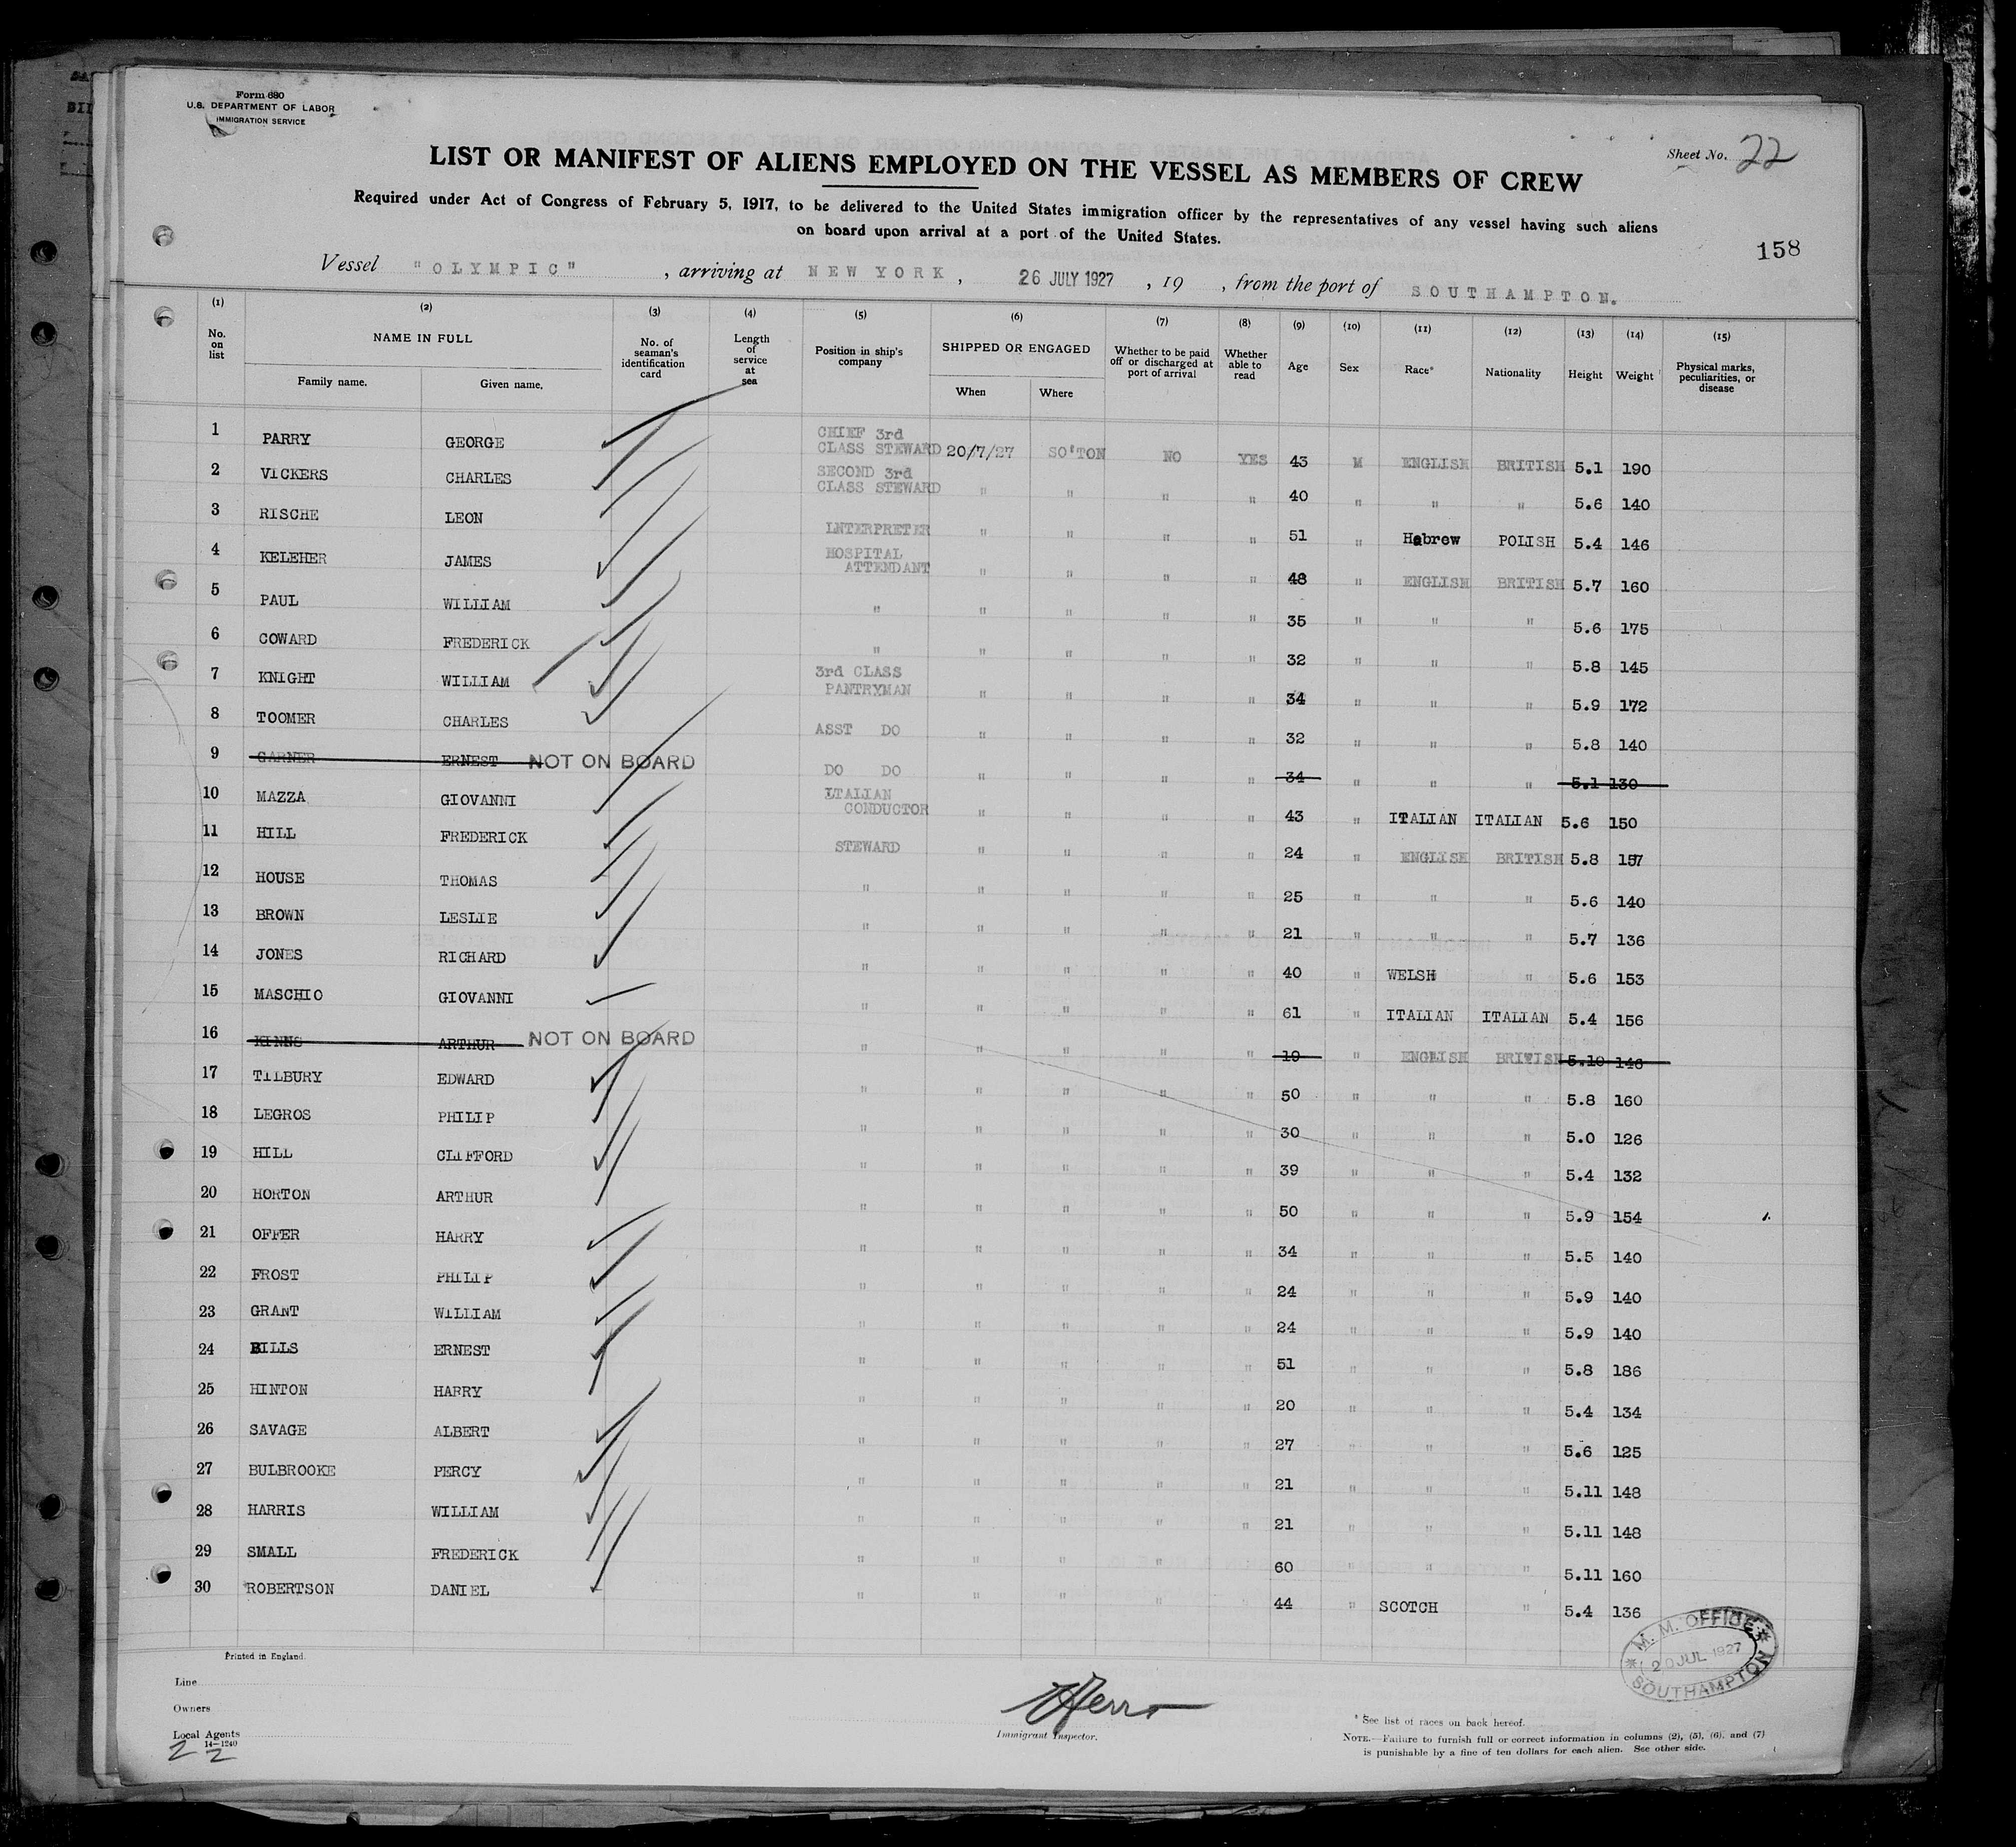 Form 680
U.S. DEPARTMENT OF LABOR
IMMIGRATION SERVICE
Sheet No. 22
LIST OR MANIFEST OF ALIENS EMPLOYED ON THE VESSEL AS MEMBERS OF CREW
Required under Act of Congress of February 5, 1917, to be delivered to the United States immigration officer by the representatives of any vessel having such aliens
on board upon arrival at a port of the United States.
158
Vessel "OLYMPIC" , arriving at NEW YORK, 26 JULY 1927 , 19 , from the port of SOUTHAMPTON.
(1) (2) (3) (4) (5) (6) (7) (8) (9) (10) (11) (12) (13) (14) (15)
No. on list NAME IN FULL Family name. Given name. No. of seaman's identification card Length of service at sea Position in ship's company SHIPPED OR ENGAGED When Where Whether to be paid off or discharged at port of arrival Whether able to read Age Sex Race* Nationality Height Weight Physical marks, peculiarities, or disease
1 PARRY GEORGE CHIEF 3rd CLASS STEWARD 20/7/27 SO'TON NO YES 43 M ENGLISH BRITISH 5.1 190
2 VICKERS CHARLES SECOND 3rd CLASS STEWARD " " " " 40 " " " 5.6 140
3 RISCHE LEON INTERPRETER " " " " 51 " Hebrew POLISH 5.4 146
4 KELEHER JAMES HOSPITAL ATTENDANT " " " " 48 " ENGLISH BRITISH 5.7 160
5 PAUL WILLIAM " " " " " 35 " " " 5.6 175
6 COWARD FREDERICK " " " " " 32 " " " 5.8 145
7 KNIGHT WILLIAM 3rd CLASS PANTRYMAN " " " " 34 " " " 5.9 172
8 TOOMER CHARLES ASST DO " " " " 32 " " " 5.8 140
9 GARNER ERNEST NOT ON BOARD DO DO " " " " 34 " " " 5.1 130
10 MAZZA GIOVANNI ITALIAN CONDUCTOR " " " " 43 " ITALIAN ITALIAN 5.6 150
11 HILL FREDERICK STEWARD " " " " 24 " ENGLISH BRITISH 5.8
12 HOUSE THOMAS " " " " " 25 " " " 5.6 140
13 BROWN LESLIE " " " " " 21 " " " 5.7 136
14 JONES RICHARD " " " " " 40 " WELSH " 5.6 153
15 MASCHIO GIOVANNI " " " " " 61 " ITALIAN ITALIAN 5.4 156
16 ARTHUR NOT ON BOARD " " " " " 19 " ENGLISH BRITISH 5.10 146
17 TILBURY EDWARD " " " " " 50 " " " 5.8 160
18 LEGROS PHILIP " " " " " 30 " " " 5.0 126
19 HILL CLIFFORD " " " " " 39 " " " 5.4 132
20 HORTON ARTHUR " " " " " 50 " " " 5.9 154
21 OFFER HARRY " " " " " 34 " " " 5.5 140
22 FROST PHILIP " " " " " 24 " " " 5.9 140
23 GRANT WILLIAM " " " " " 24 " " " 5.9 140
24 BILLS ERNEST " " " " " 51 " " " 5.8 186
25 HINTON HARRY " " " " " 20 " " " 5.4 134
26 SAVAGE ALBERT " " " " " 27 " " " 5.6 125
27 BULBROOKE PERCY " " " " " 21 " " " 5.11 148
28 HARRIS WILLIAM " " " " " 21 " " " 5.11 148
29 SMALL FREDERICK " " " " " 60 " " " 5.11 160
30 ROBERTSON DANIEL " " " " " 44 " SCOTCH " 5.4 136
M. M. OFFICE
20 JUL 1927
SOUTHAMPTON
Printed in England.
Line
Owners
Local Agents
14-1240
22
Immigrant Inspector.
* See list of races on back hereof.
NOTE.—Failure to furnish full or correct information in columns (2), (5), (6), and (7)
is punishable by a fine of ten dollars for each alien. See other side.